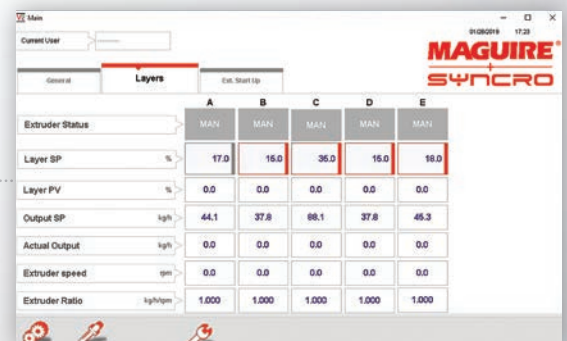 Main
Current User
01/28/2019 17:23
MAGUIRE
+
SYNCRO
General Layers Ext. Start Up
A B C D E
Extruder Status MAN MAN MAN MAN MAN
Layer SP % 17.0 15.0 35.0 15.0 18.0
Layer PV % 0.0 0.0 0.0 0.0 0.0
Output SP kg/h 44.1 37.8 88.1 37.8 45.3
Actual Output kg/h 0.0 0.0 0.0 0.0 0.0
Extruder speed rpm 0.0 0.0 0.0 0.0 0.0
Extruder Ratio kg/h/rpm 1.000 1.000 1.000 1.000 1.000